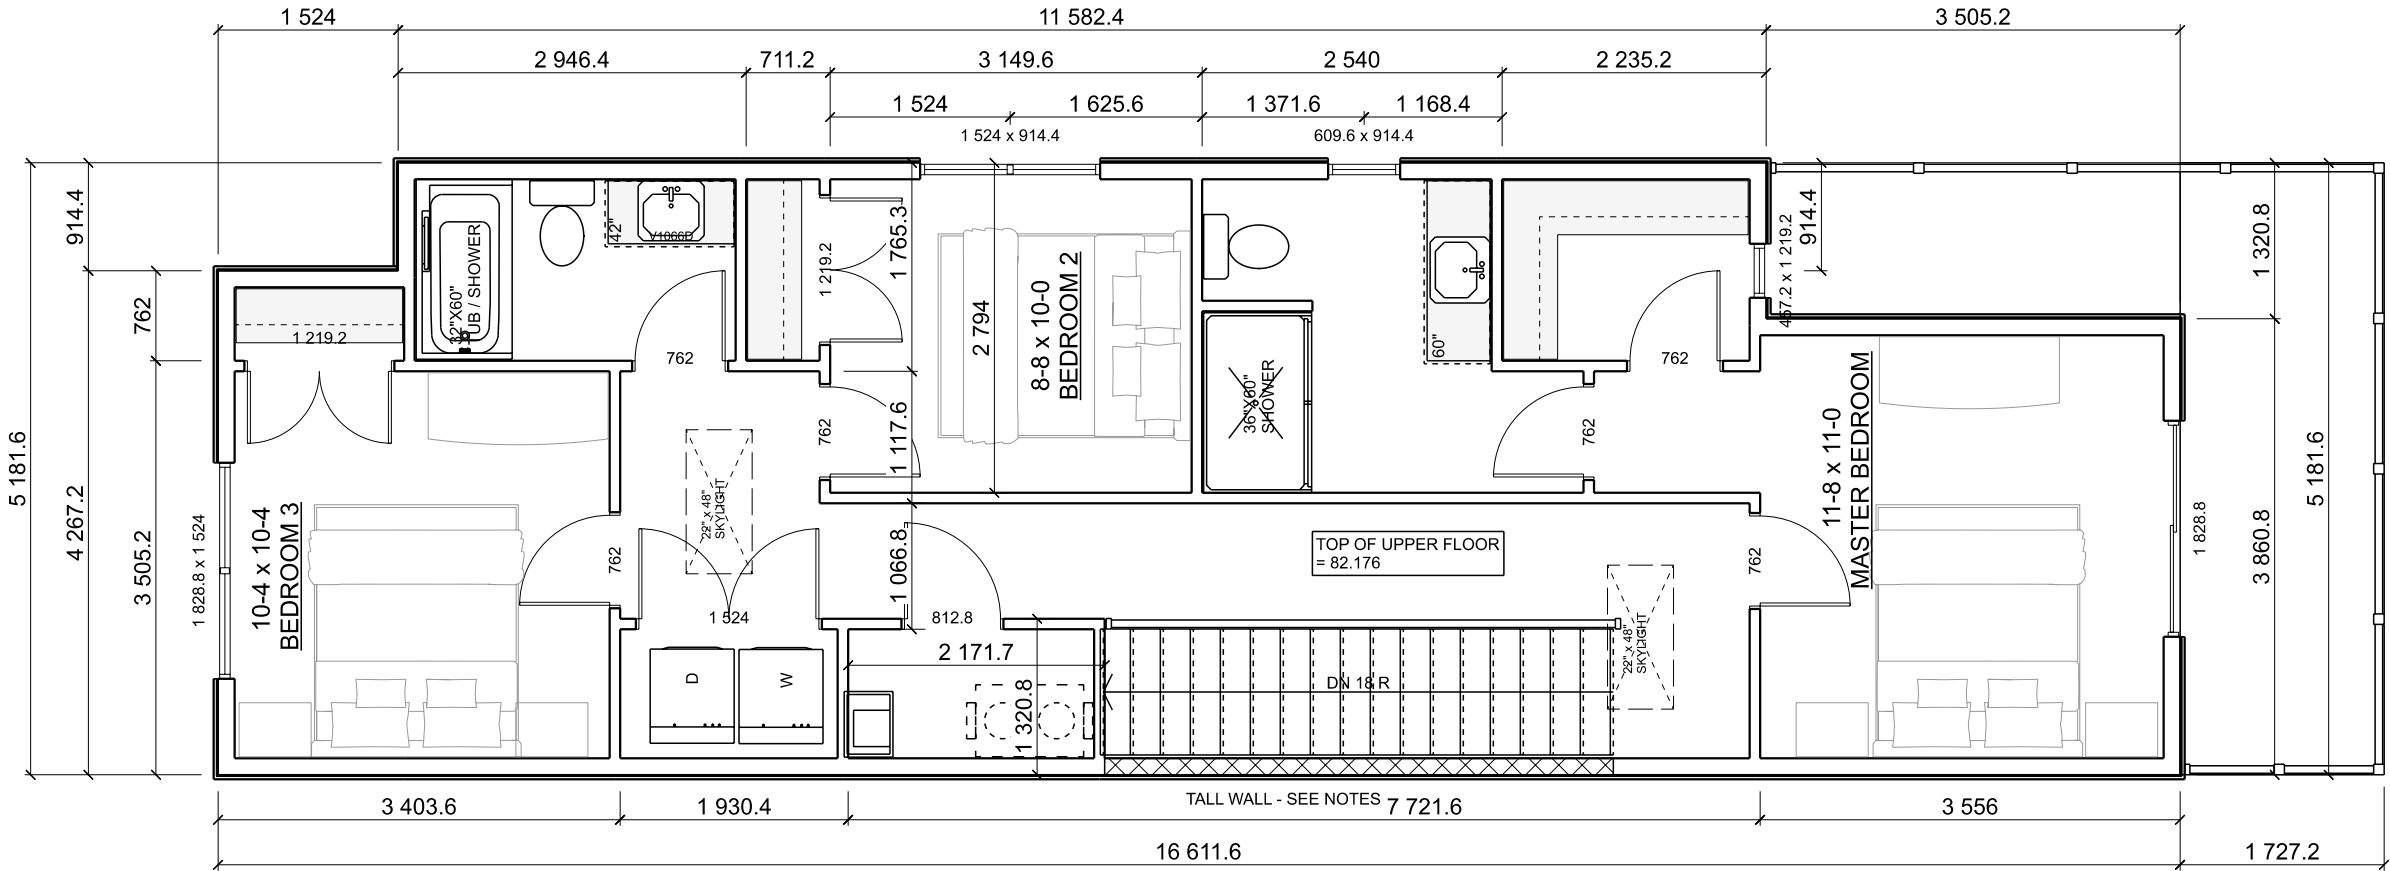 1 524
11 582.4
3 505.2
2 946.4
711.2
3 149.6
2 540
2 235.2
1 524
1 625.6
1 371.6
1 168.4
1 524 x 914.4
609.6 x 914.4
5 181.6
914.4
4 267.2
762
3 505.2
1 828.8 x 1 524
1 219.2
32"X60"
TUB / SHOWER
42"
V1066D
762
1 219.2
1 765.3
2 794
8-8 x 10-0
BEDROOM 2
762
1 117.6
36"X60"
SHOWER
60"
762
762
457.2 x 1 219.2
914.4
1 320.8
11-8 x 11-0
MASTER BEDROOM
1 828.8
3 860.8
5 181.6
10-4 x 10-4
BEDROOM 3
762
22" x 48"
SKYLIGHT
1 524
1 066.8
812.8
TOP OF UPPER FLOOR
= 82.176
762
22" x 48"
SKYLIGHT
D
W
2 171.7
1 320.8
DN 18 R
TALL WALL - SEE NOTES
3 403.6
1 930.4
7 721.6
3 556
16 611.6
1 727.2